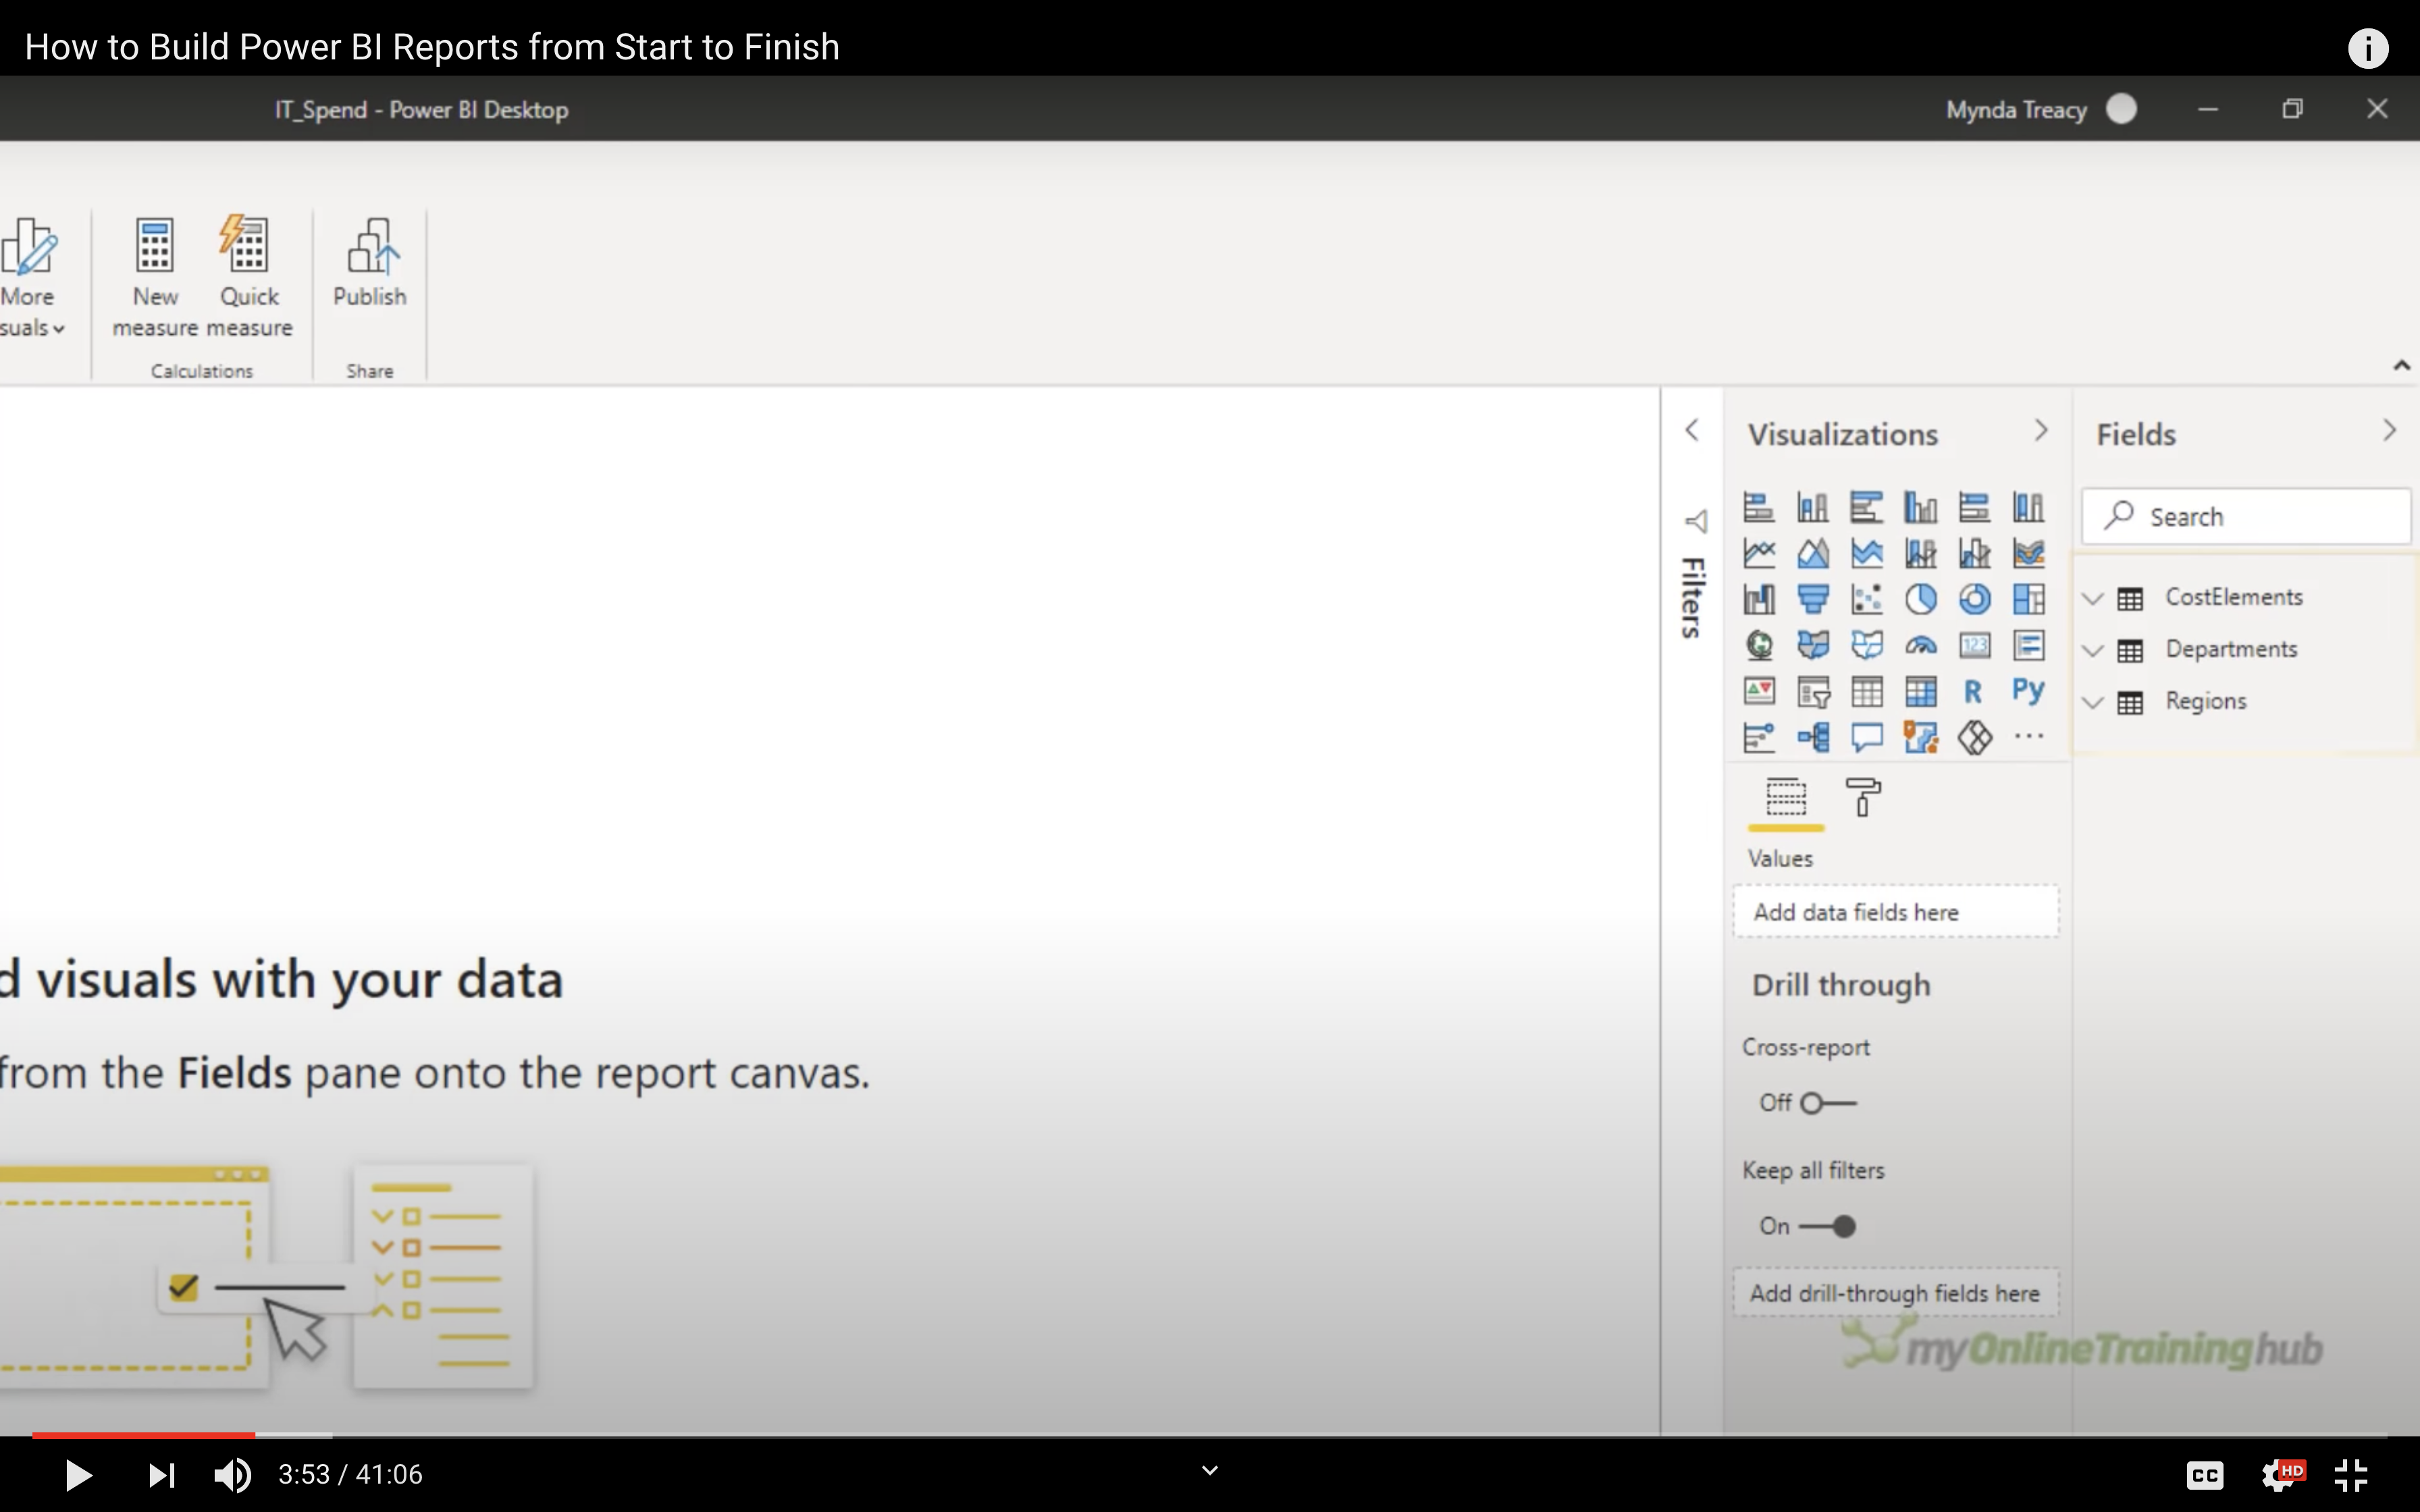 How to Build Power BI Reports from Start to Finish
IT_Spend - Power BI Desktop
Mynda Treacy
More
suals
New
measure
Quick
measure
Publish
Calculations
Share
Filters
Visualizations
123
R
Py
Values
Add data fields here
Drill through
Cross-report
Off
Keep all filters
On
Add drill-through fields here
Fields
Search
CostElements
Departments
Regions
d visuals with your data
from the Fields pane onto the report canvas.
myOnlineTraininghub
3:53 / 41:06
CC
HD